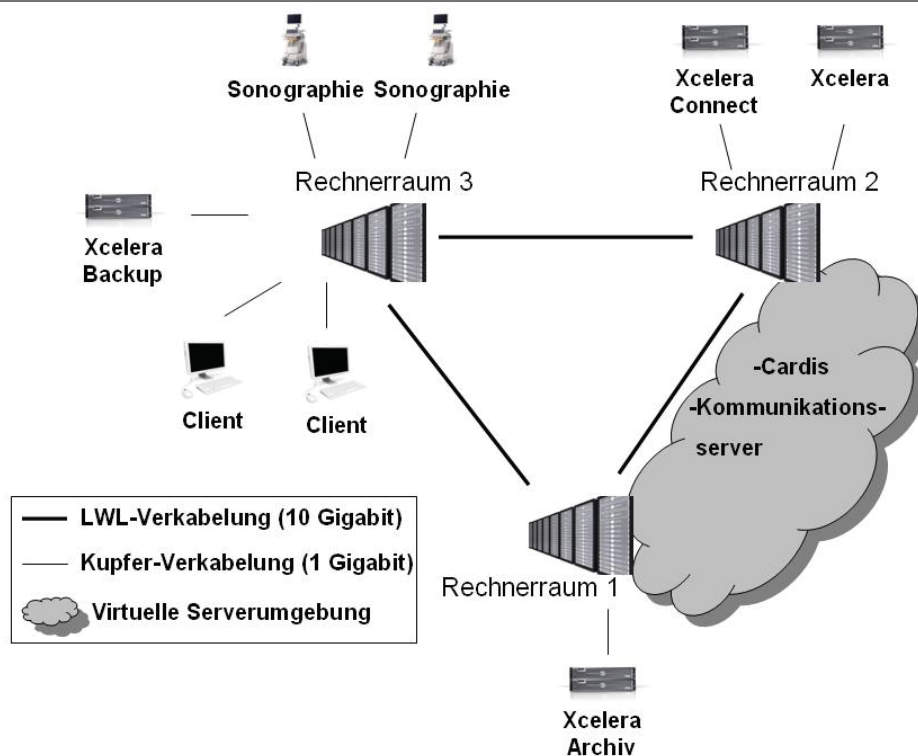 Sonographie
Sonographie
Xcelera
Connect
Xcelera
Rechnerraum 3
Rechnerraum 2
Xcelera
Backup
-Cardis
-Kommunikations-
server
Client
Client
LWL-Verkabelung (10 Gigabit)
Kupfer-Verkabelung (1 Gigabit)
Virtuelle Serverumgebung
Rechnerraum 1
Xcelera
Archiv